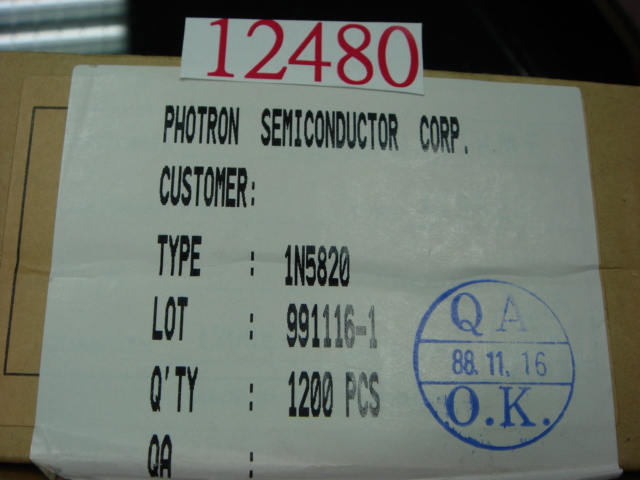 12480
PHOTRON SEMICONDUCTOR CORP.
CUSTOMER:
TYPE : 1N5820
LOT : 991116-1
Q'TY : 1200 PCS
QA :
QA
88.11.16
O.K.